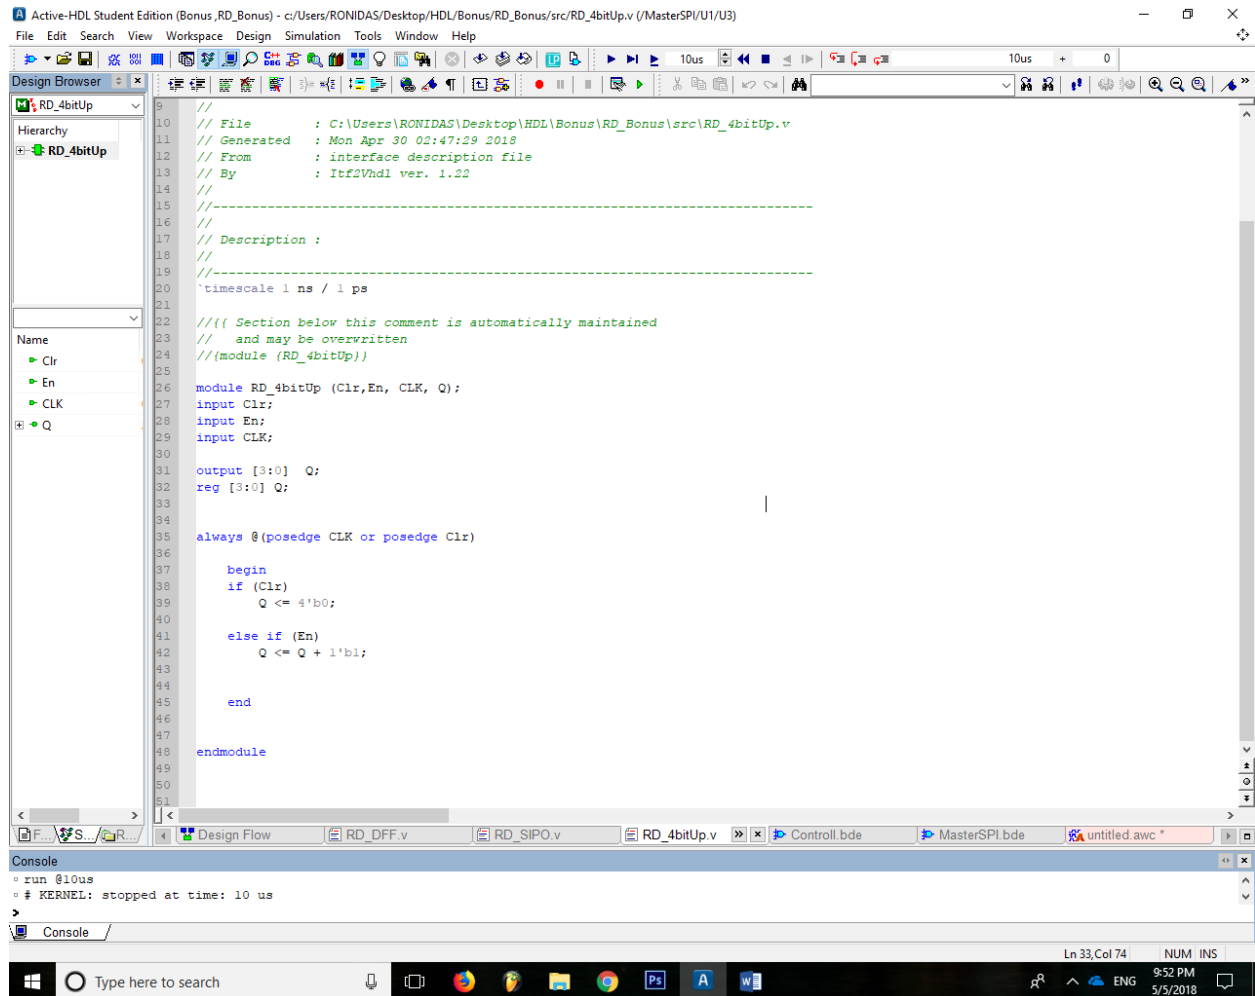 Active-HDL Student Edition (Bonus ,RD_Bonus) - c:/Users/RONIDAS/Desktop/HDL/Bonus/RD_Bonus/src/RD_4bitUp.v (/MasterSPI/U1/U3)
File Edit Search View Workspace Design Simulation Tools Window Help
10us 10us + 0
Design Browser
RD_4bitUp
Hierarchy
RD_4bitUp
Name
Clr
En
CLK
Q
9 //
10 // File : C:\Users\RONIDAS\Desktop\HDL\Bonus\RD_Bonus\src\RD_4bitUp.v
11 // Generated : Mon Apr 30 02:47:29 2018
12 // From : interface description file
13 // By : Itf2Vhdl ver. 1.22
14 //
15 //-----------------------------------------------------------------------------
16 //
17 // Description :
18 //
19 //-----------------------------------------------------------------------------
20 `timescale 1 ns / 1 ps
21
22 //{{ Section below this comment is automatically maintained
23 // and may be overwritten
24 //{module {RD_4bitUp}}
25
26 module RD_4bitUp (Clr,En, CLK, Q);
27 input Clr;
28 input En;
29 input CLK;
30
31 output [3:0] Q;
32 reg [3:0] Q;
33
34
35 always @(posedge CLK or posedge Clr)
36
37 begin
38 if (Clr)
39 Q <= 4'b0;
40
41 else if (En)
42 Q <= Q + 1'b1;
43
44
45 end
46
47
48 endmodule
49
50
51
F... S... R...
Design Flow RD_DFF.v RD_SIPO.v RD_4bitUp.v Controll.bde MasterSPI.bde untitled.awc *
Console
run @10us
# KERNEL: stopped at time: 10 us
>
Console
Ln 33,Col 74 NUM INS
Type here to search
Ps A W ENG
9:52 PM
5/5/2018